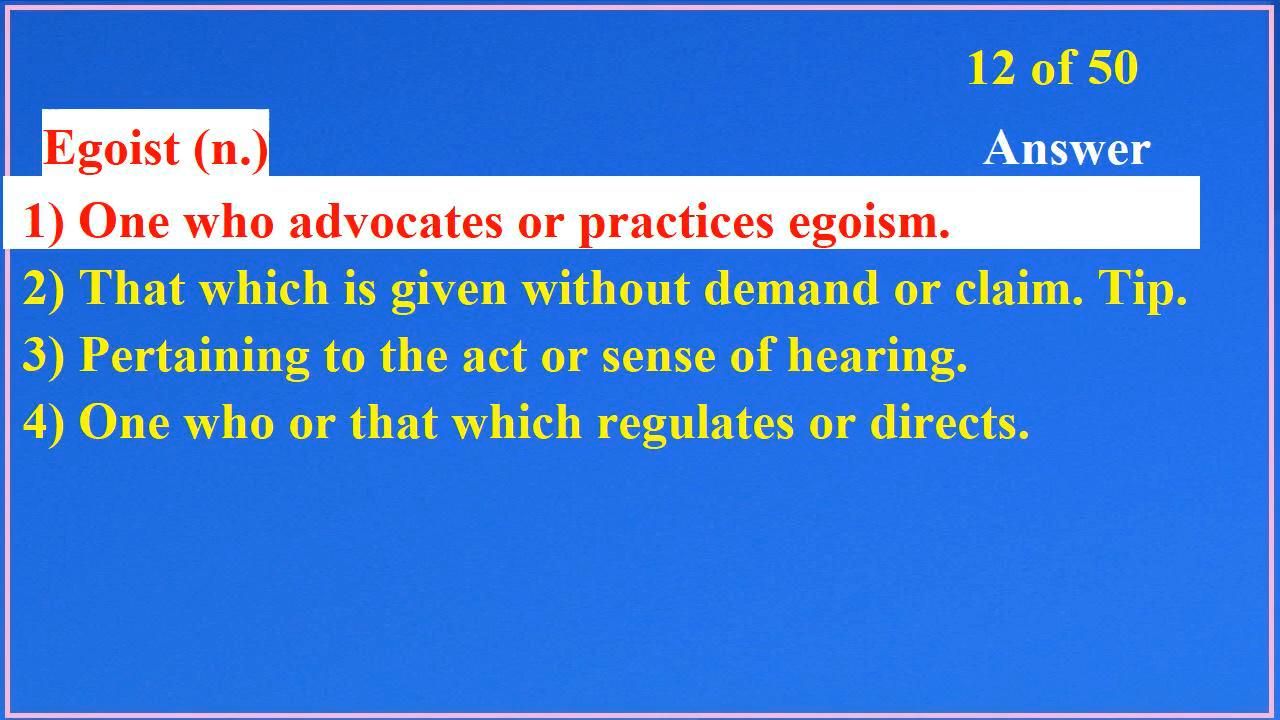 12 of 50
Egoist (n.) Answer
1) One who advocates or practices egoism.
2) That which is given without demand or claim. Tip.
3) Pertaining to the act or sense of hearing.
4) One who or that which regulates or directs.